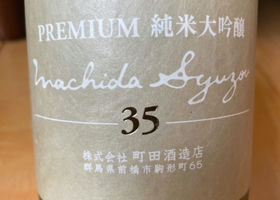 PREMIUM 純米大吟醸
Machida Syuzou
35
株式会社 町田酒造店
群馬県前橋市駒形町65